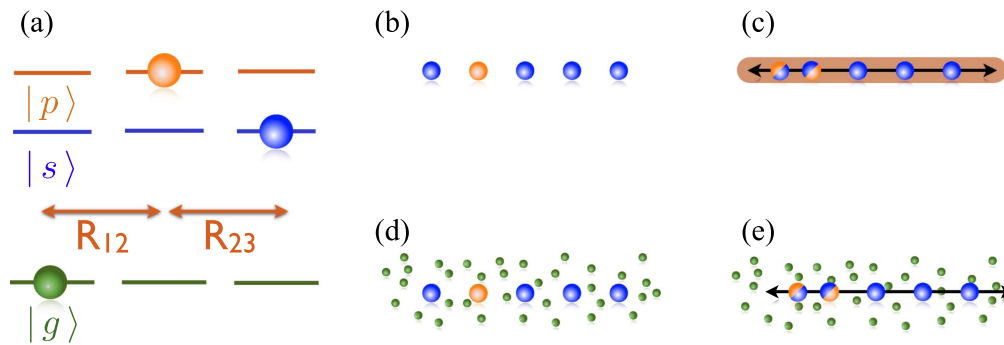 (a)
(b)
(c)
| p ⟩
| s ⟩
R12
R23
(d)
(e)
| g ⟩